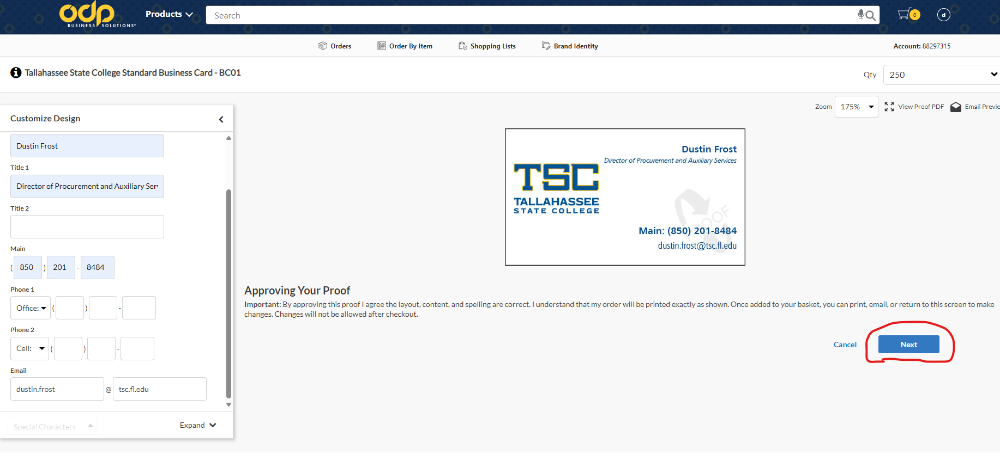 odp
BUSINESS SOLUTIONS
Products
Search
0
d
Orders
Order By Item
Shopping Lists
Brand Identity
Account: 88297315
Tallahassee State College Standard Business Card - BC01
Qty
250
Zoom
175%
View Proof PDF
Email Previe
Customize Design
Dustin Frost
Title 1
Director of Procurement and Auxiliary Serv
Title 2
Main
( 850 ) 201 - 8484
Phone 1
Office: ( ) -
Phone 2
Cell: ( ) -
Email
dustin.frost @ tsc.fl.edu
Special Characters
Expand
Dustin Frost
Director of Procurement and Auxiliary Services
TSC
TALLAHASSEE
STATE COLLEGE
PROOF
Main: (850) 201-8484
dustin.frost@tsc.fl.edu
Approving Your Proof
Important: By approving this proof I agree the layout, content, and spelling are correct. I understand that my order will be printed exactly as shown. Once added to your basket, you can print, email, or return to this screen to make
changes. Changes will not be allowed after checkout.
Cancel
Next